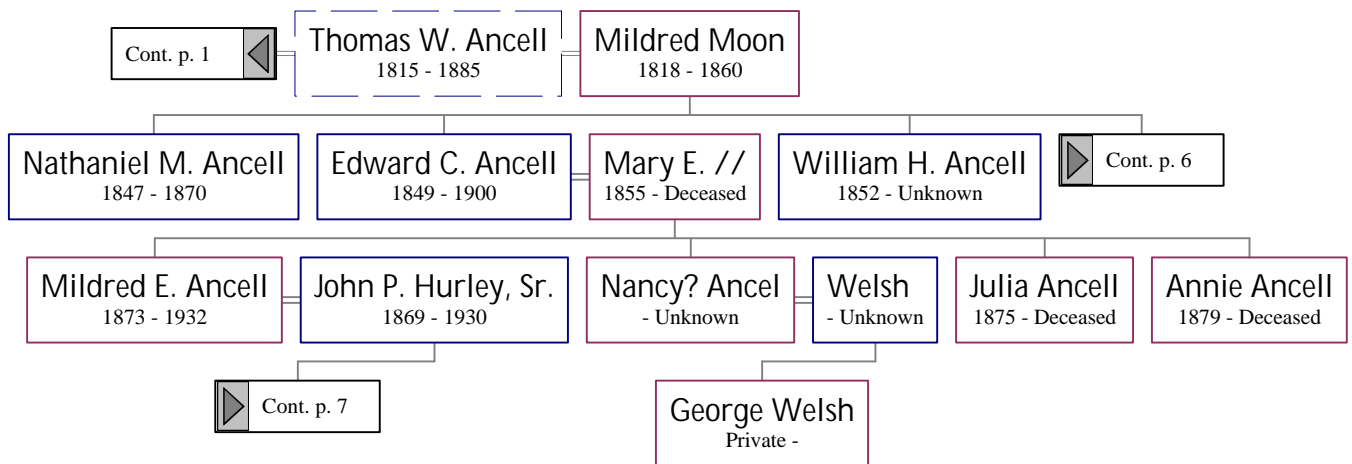 Cont. p. 1
Thomas W. Ancell
1815 - 1885
Mildred Moon
1818 - 1860
Nathaniel M. Ancell
1847 - 1870
Edward C. Ancell
1849 - 1900
Mary E. //
1855 - Deceased
William H. Ancell
1852 - Unknown
Cont. p. 6
Mildred E. Ancell
1873 - 1932
John P. Hurley, Sr.
1869 - 1930
Nancy? Ancel
- Unknown
Welsh
- Unknown
Julia Ancell
1875 - Deceased
Annie Ancell
1879 - Deceased
Cont. p. 7
George Welsh
Private -